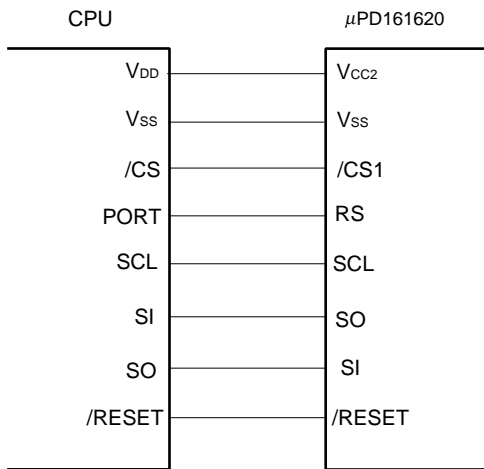 CPU μPD161620
VDD VCC2
VSS VSS
/CS /CS1
PORT RS
SCL SCL
SI SO
SO SI
/RESET /RESET